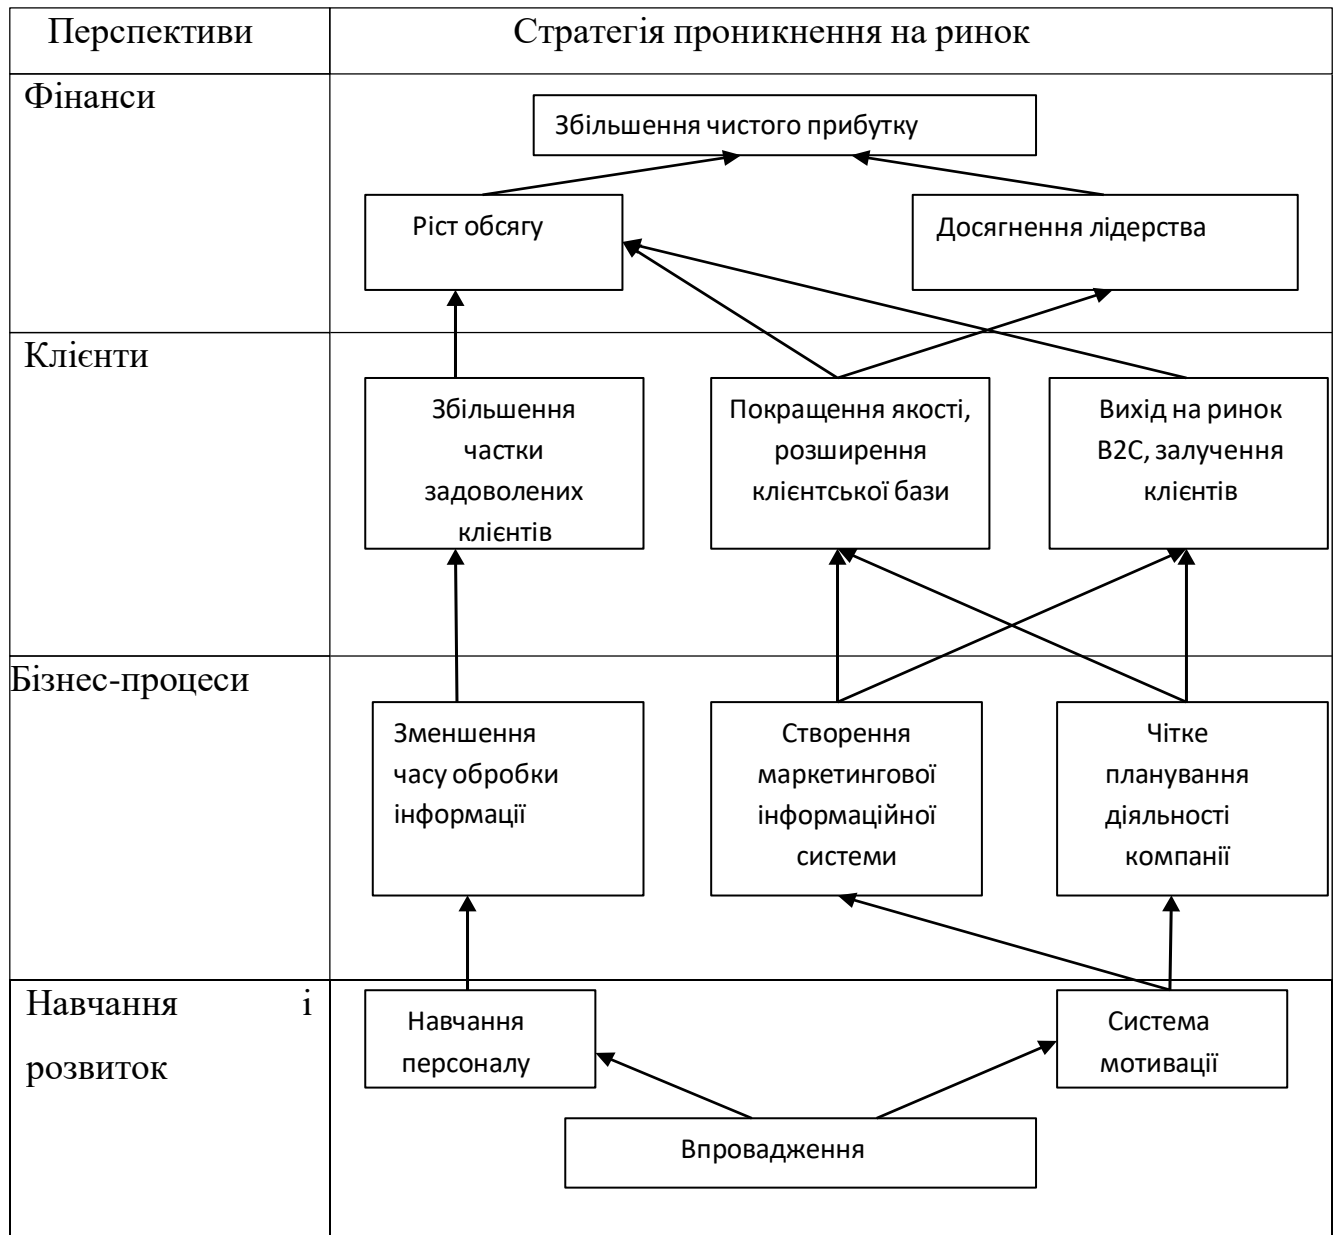 Перспективи
Стратегія проникнення на ринок
Фінанси
Збільшення чистого прибутку
Ріст обсягу
Досягнення лідерства
Клієнти
Збільшення
частки
задоволених
клієнтів
Покращення якості,
розширення
клієнтської бази
Вихід на ринок
B2C, залучення
клієнтів
Бізнес-процеси
Зменшення
часу обробки
інформації
Створення
маркетингової
інформаційної
системи
Чітке
планування
діяльності
компанії
Навчання і
розвиток
Навчання
персоналу
Система
мотивації
Впровадження